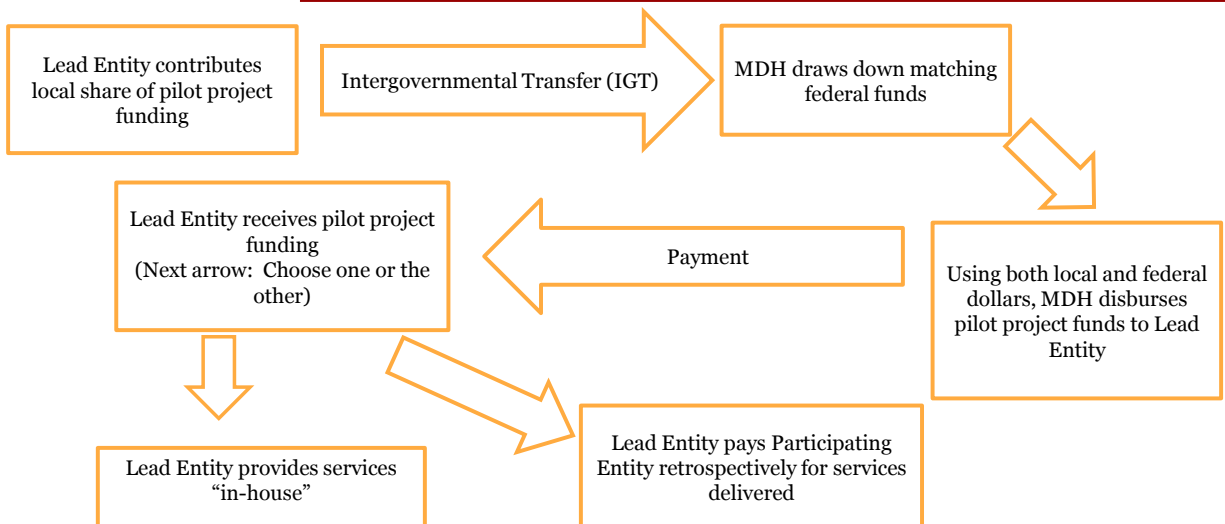 Lead Entity contributes
local share of pilot project
funding
Intergovernmental Transfer (IGT)
MDH draws down matching
federal funds
Using both local and federal
dollars, MDH disburses
pilot project funds to Lead
Entity
Payment
Lead Entity receives pilot project
funding
(Next arrow:  Choose one or the
other)
Lead Entity provides services
“in-house”
Lead Entity pays Participating
Entity retrospectively for services
delivered